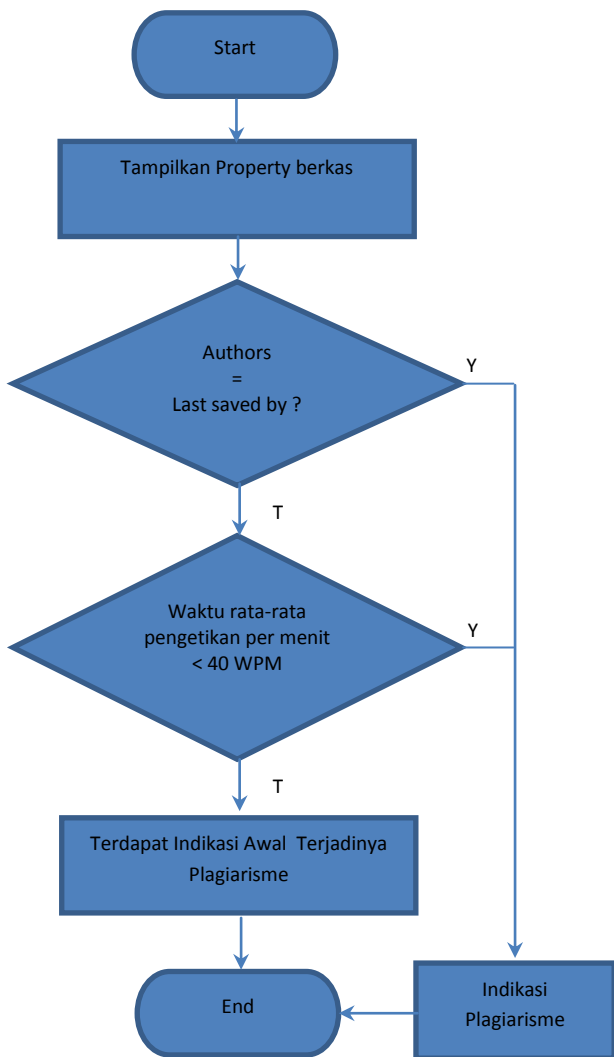 Start
Tampilkan Property berkas
Authors
=
Last saved by ?
Y
T
Waktu rata-rata
pengetikan per menit
< 40 WPM
Y
T
Terdapat Indikasi Awal Terjadinya
Plagiarisme
End
Indikasi
Plagiarisme